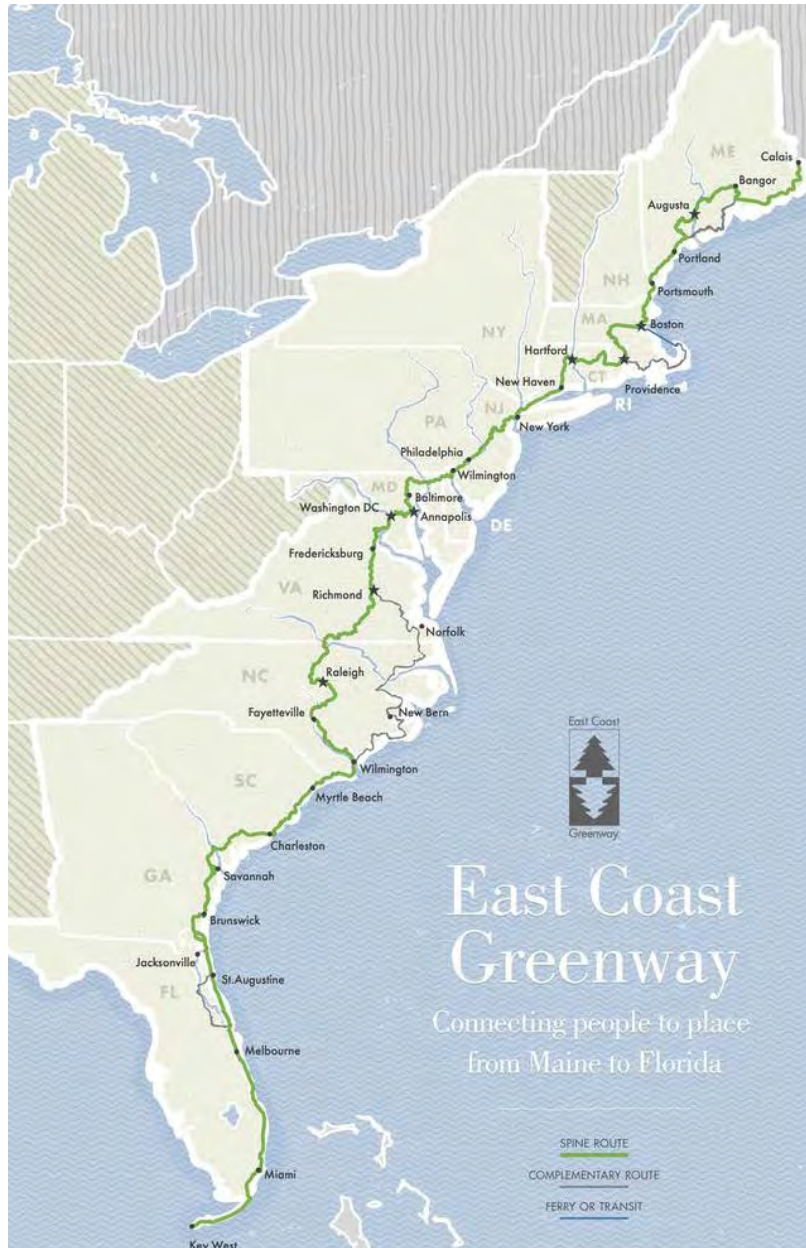 ME
Calais
Bangor
Augusta
Portland
NH
Portsmouth
MA
Boston
NY
Hartford
CT
Providence
New Haven
RI
NJ
New York
PA
Philadelphia
Wilmington
MD
Baltimore
Washington DC
Annapolis
DE
Fredericksburg
VA
Richmond
Norfolk
NC
Raleigh
Fayetteville
New Bern
Wilmington
SC
Myrtle Beach
Charleston
GA
Savannah
Brunswick
Jacksonville
St.Augustine
FL
Melbourne
Miami
Key West
East Coast
Greenway
East Coast
Greenway
Connecting people to place
from Maine to Florida
SPINE ROUTE
COMPLEMENTARY ROUTE
FERRY OR TRANSIT